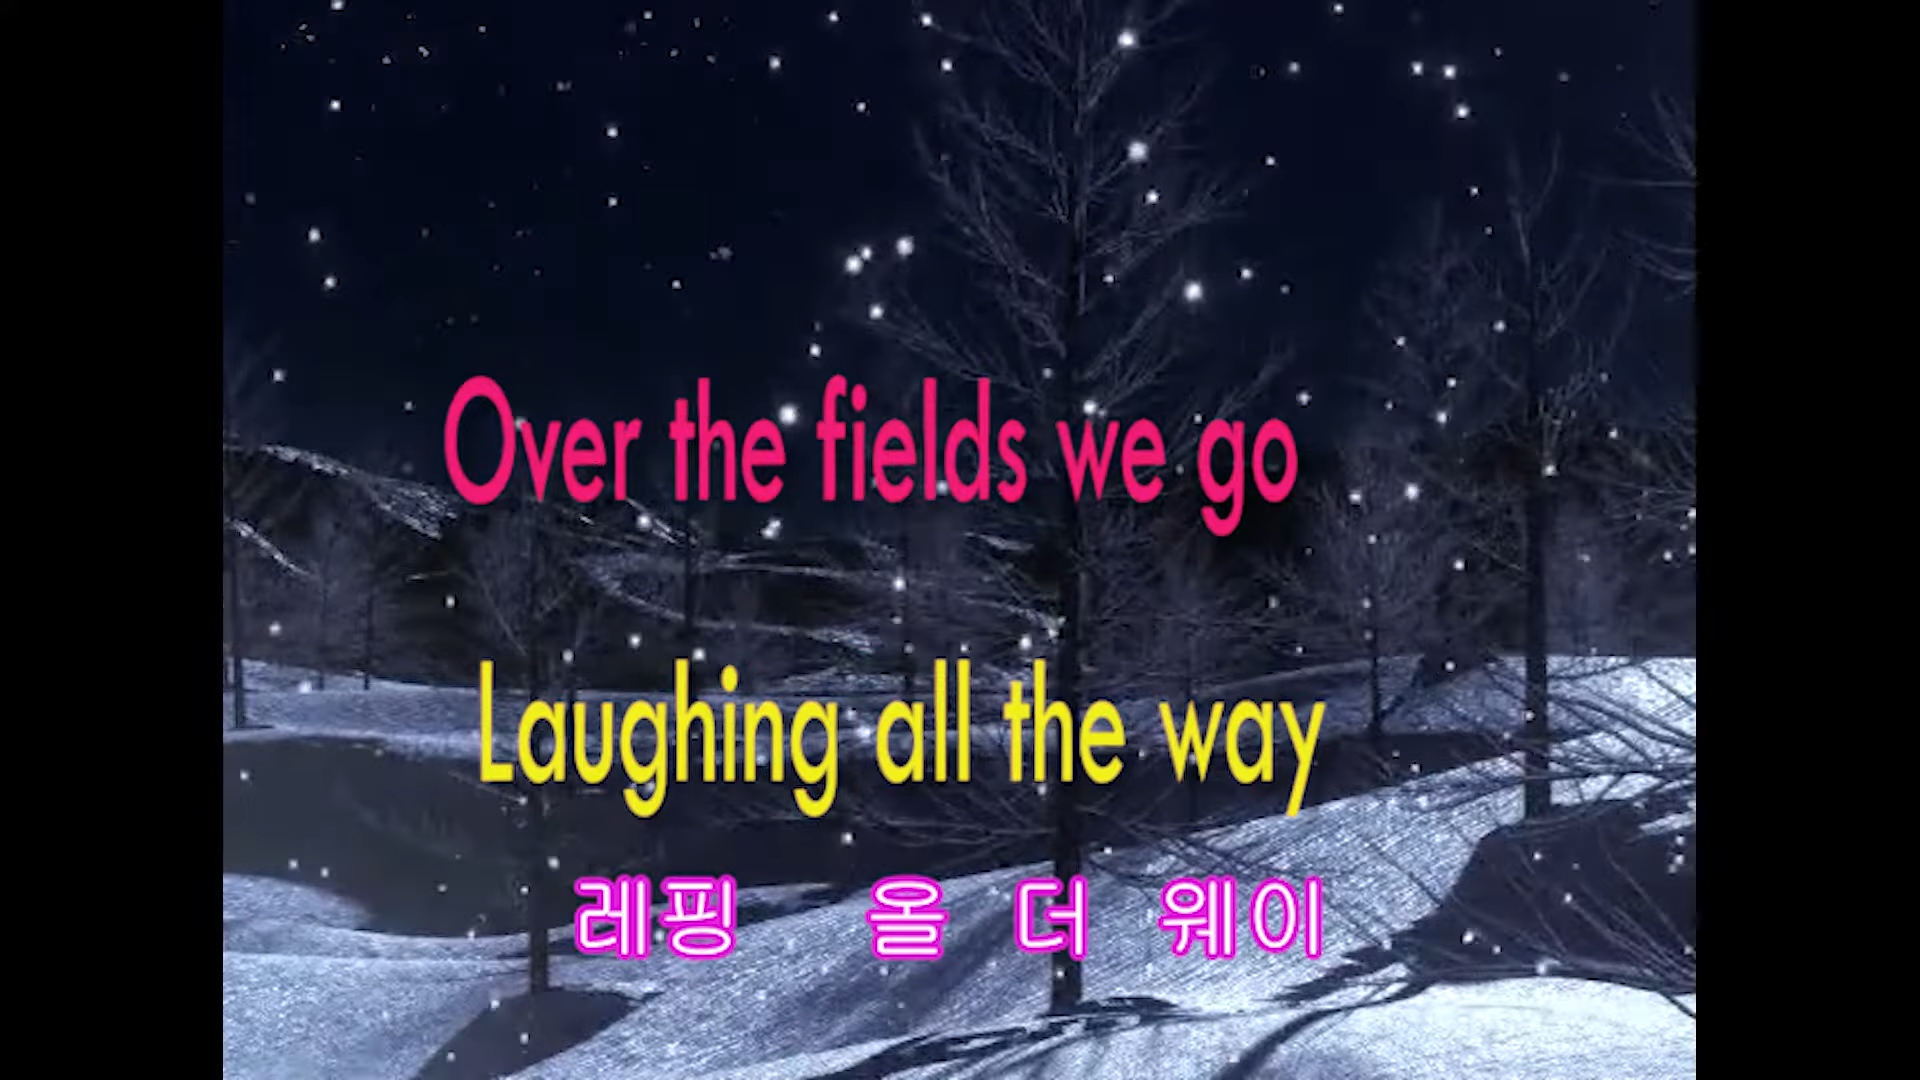 Over the fields we go
Laughing all the way
레핑 올 더 웨이